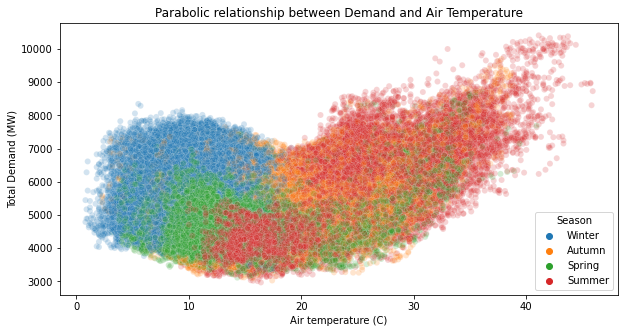 Parabolic relationship between Demand and Air Temperature
Total Demand (MW)
10000
9000
8000
7000
6000
5000
4000
3000
0 10 20 30 40
Air temperature (C)
Season
Winter
Autumn
Spring
Summer